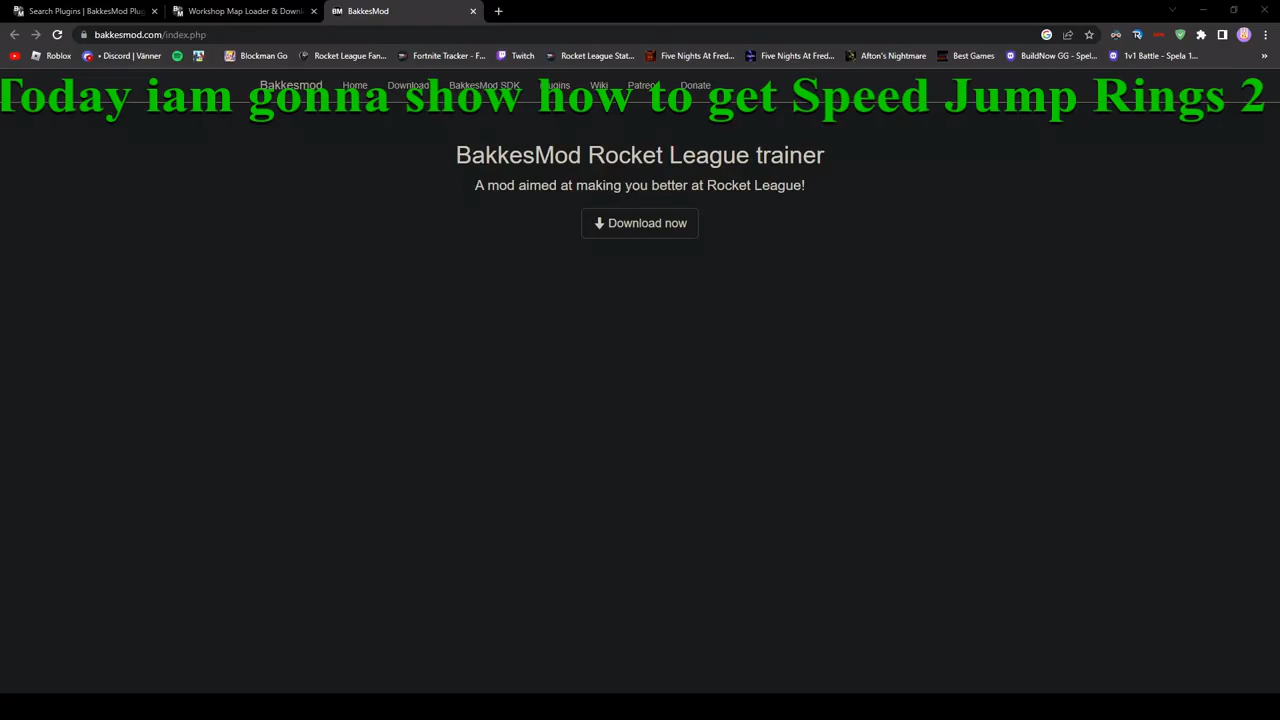 Search Plugins | BakkesMod Plug
Workshop Map Loader & Downl
BakkesMod
bakkesmod.com/index.php
Roblox
• Discord | Vänner
Blockman Go
Rocket League Fan...
Fortnite Tracker - F...
Twitch
Rocket League Stat...
Five Nights At Fred...
Five Nights At Fred...
Afton's Nightmare
Best Games
BuildNow GG - Spel...
1v1 Battle - Spela 1...
Bakkesmod Home Download BakkesMod SDK Plugins Wiki Patreon Donate
Today iam gonna show how to get Speed Jump Rings 2
BakkesMod Rocket League trainer
A mod aimed at making you better at Rocket League!
Download now